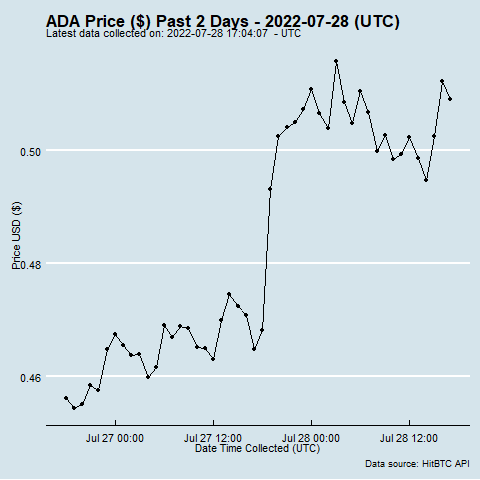 ADA Price ($) Past 2 Days - 2022-07-28 (UTC)
Latest data collected on: 2022-07-28 17:04:07  - UTC
0.50
0.48
0.46
Price USD ($)
Jul 27 00:00 Jul 27 12:00 Jul 28 00:00 Jul 28 12:00
Date Time Collected (UTC)
Data source: HitBTC API